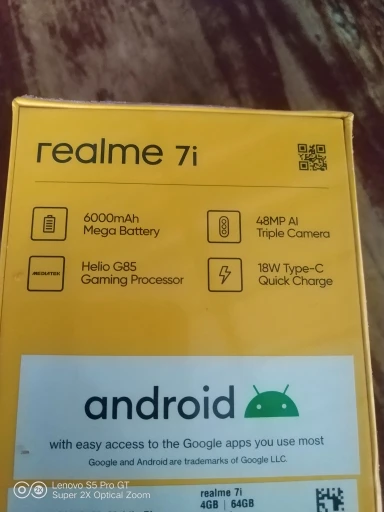 realme 7i
6000mAh
Mega Battery
48MP AI
Triple Camera
MEDIATEK
Helio G85
Gaming Processor
18W Type-C
Quick Charge
android
with easy access to the Google apps you use most
Google and Android are trademarks of Google LLC.
realme 7i
4GB | 64GB
Lenovo S5 Pro GT
Super 2X Optical Zoom